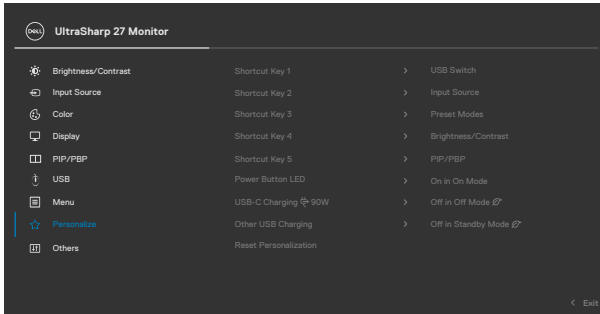 DELL UltraSharp 27 Monitor
Brightness/Contrast Shortcut Key 1 > USB Switch
Input Source Shortcut Key 2 > Input Source
Color Shortcut Key 3 > Preset Modes
Display Shortcut Key 4 > Brightness/Contrast
PIP/PBP Shortcut Key 5 > PIP/PBP
USB Power Button LED > On in On Mode
Menu USB-C Charging 90W > Off in Off Mode
Personalize Other USB Charging > Off in Standby Mode
Others Reset Personalization
< Exit